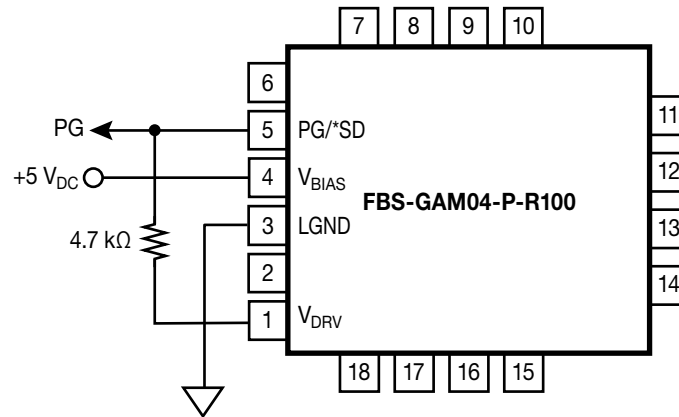 7 8 9 10
6
PG 5 PG/*SD
+5 VDC 4 VBIAS
3 LGND
4.7 kΩ
2
1 VDRV
FBS-GAM04-P-R100
11
12
13
14
18 17 16 15